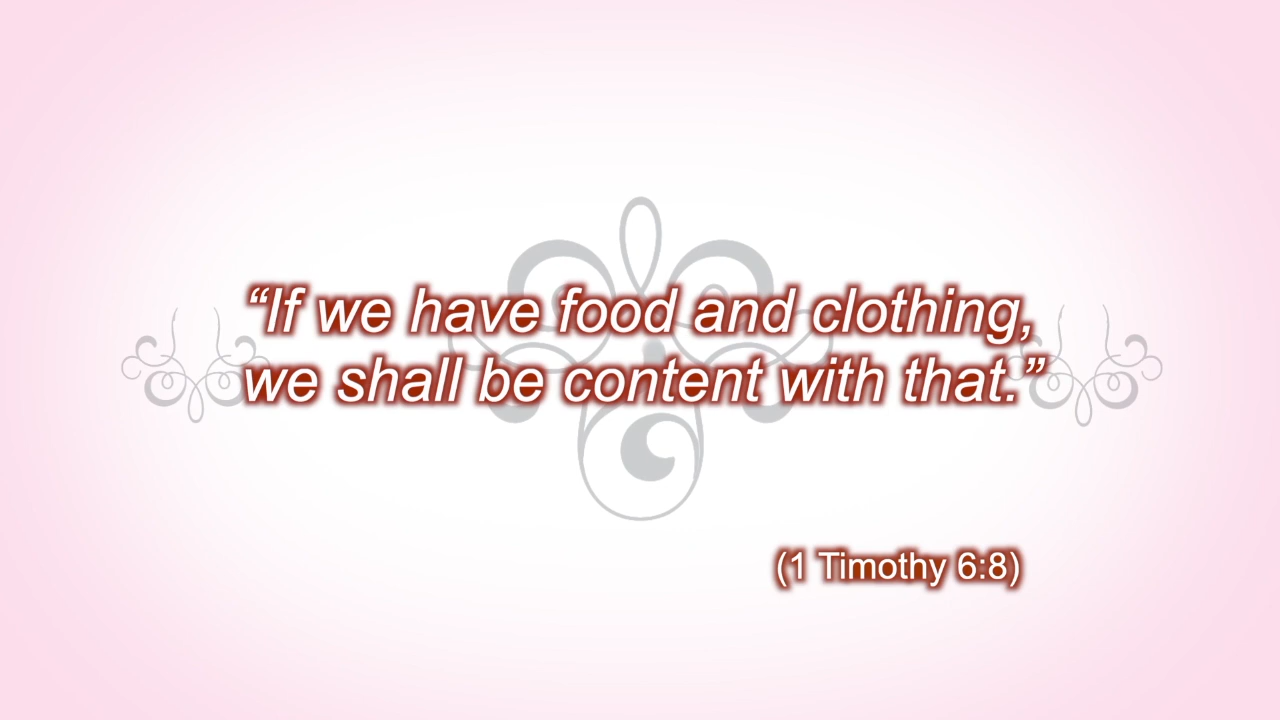 “If we have food and clothing,
we shall be content with that.”
(1 Timothy 6:8)